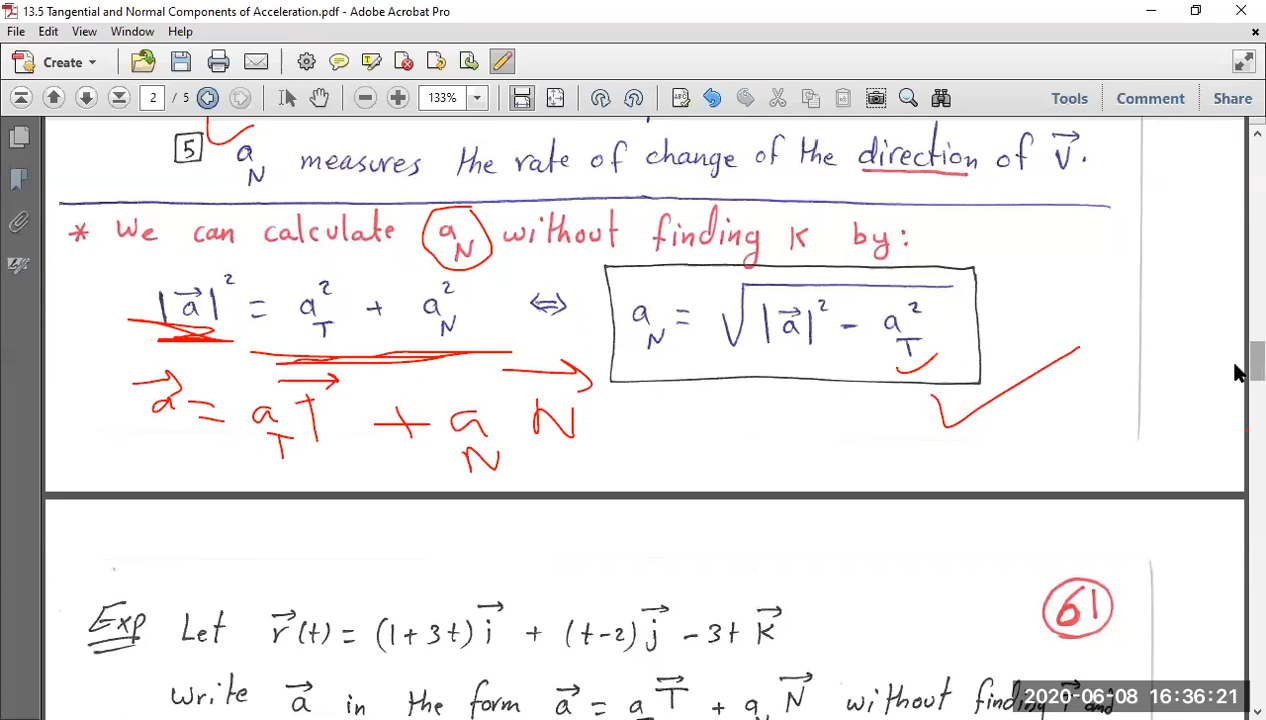 13.5 Tangential and Normal Components of Acceleration.pdf - Adobe Acrobat Pro
File Edit View Window Help
Create
2 / 5 133% Tools Comment Share
5 a_N measures the rate of change of the direction of v⃗.
* We can calculate a_N without finding K by:
|a⃗|² = a_T² + a_N² ⇔ a_N = √(|a⃗|² - a_T²)
a⃗ = a_T T⃗ + a_N N⃗
61
Exp Let r⃗(t) = (1+3t) i⃗ + (t-2) j⃗ - 3t k⃗
write a⃗ in the form a⃗ = a_T T⃗ + a_N N⃗ without finding
2020-06-08 16:36:21